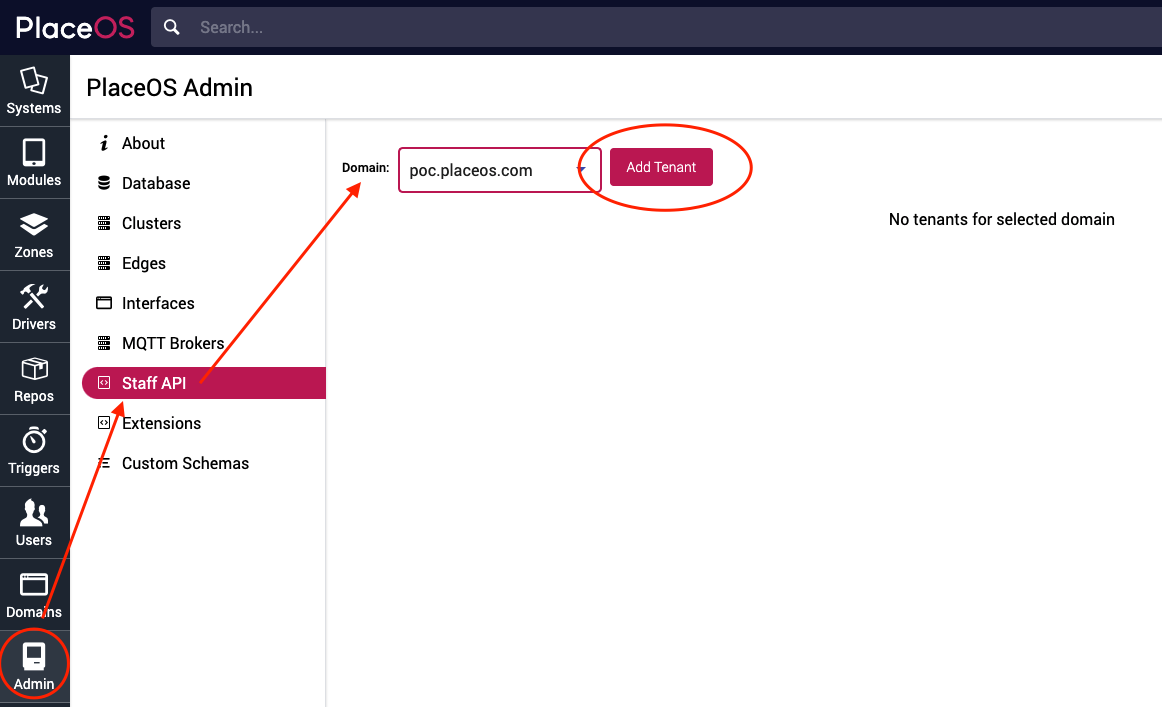 PlaceOS
Search...
Systems
Modules
Zones
Drivers
Repos
Triggers
Users
Domains
Admin
PlaceOS Admin
About
Database
Clusters
Edges
Interfaces
MQTT Brokers
Staff API
Extensions
Custom Schemas
Domain:
poc.placeos.com
Add Tenant
No tenants for selected domain